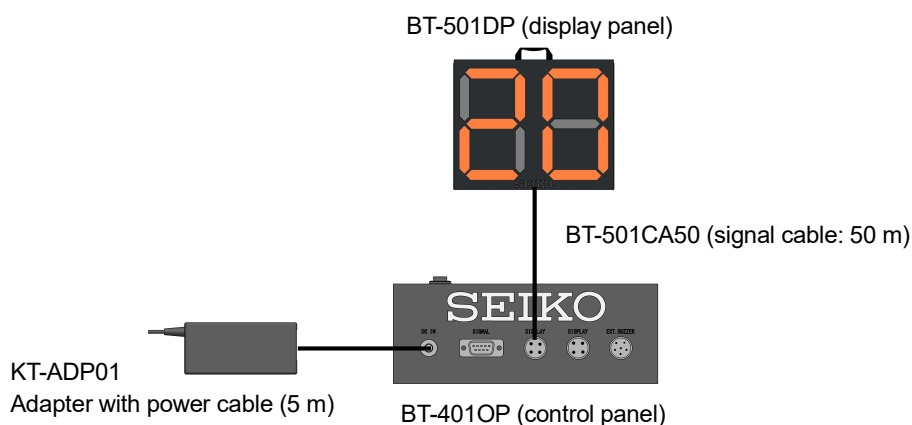 BT-501DP (display panel)
20
SEIKO
BT-501CA50 (signal cable: 50 m)
SEIKO
DC IN SIGNAL DISPLAY DISPLAY EXT. BUZZER
KT-ADP01
Adapter with power cable (5 m)
BT-401OP (control panel)